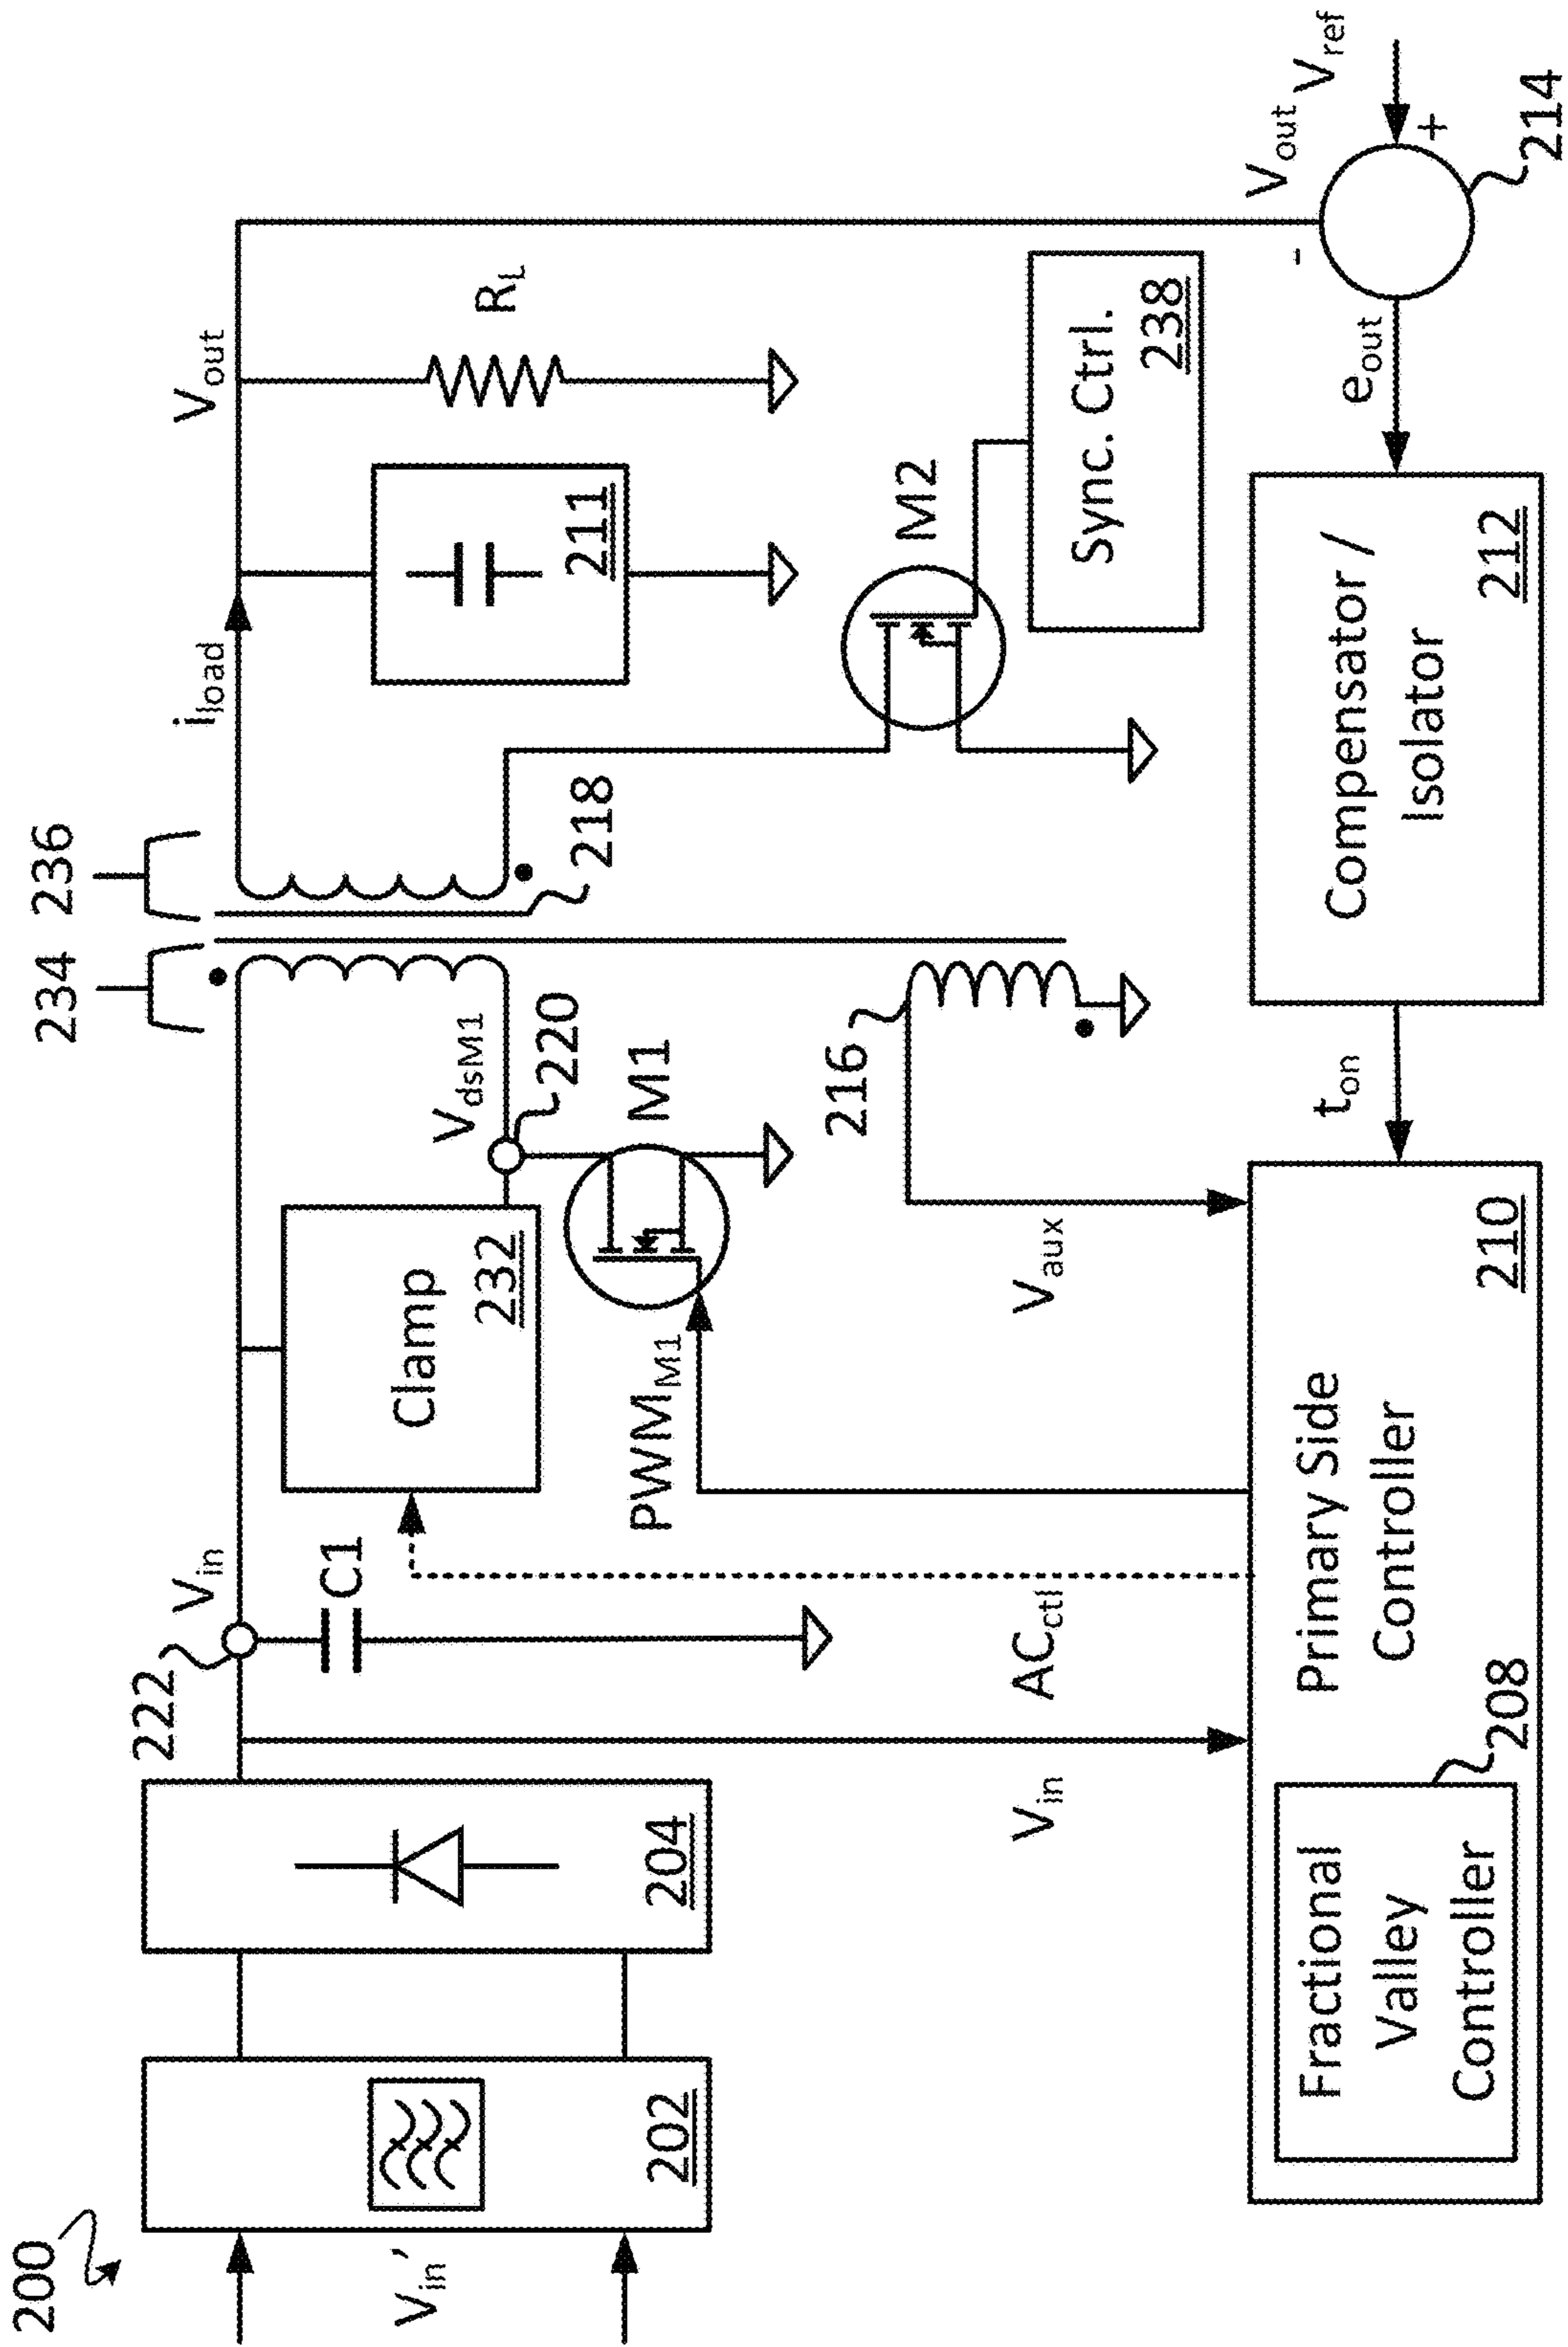 200
234
236
222
V_in
V_dsM1
220
218
i_load
V_out
R_L
C1
Clamp
232
211
M1
M2
PWM_M1
216
Sync. Ctrl.
238
V_in'
202
204
V_in
AC_ctl
V_aux
V_out
V_ref
-
+
214
e_out
t_on
Fractional
Valley
Controller
208
Primary Side
Controller
210
Compensator /
Isolator
212